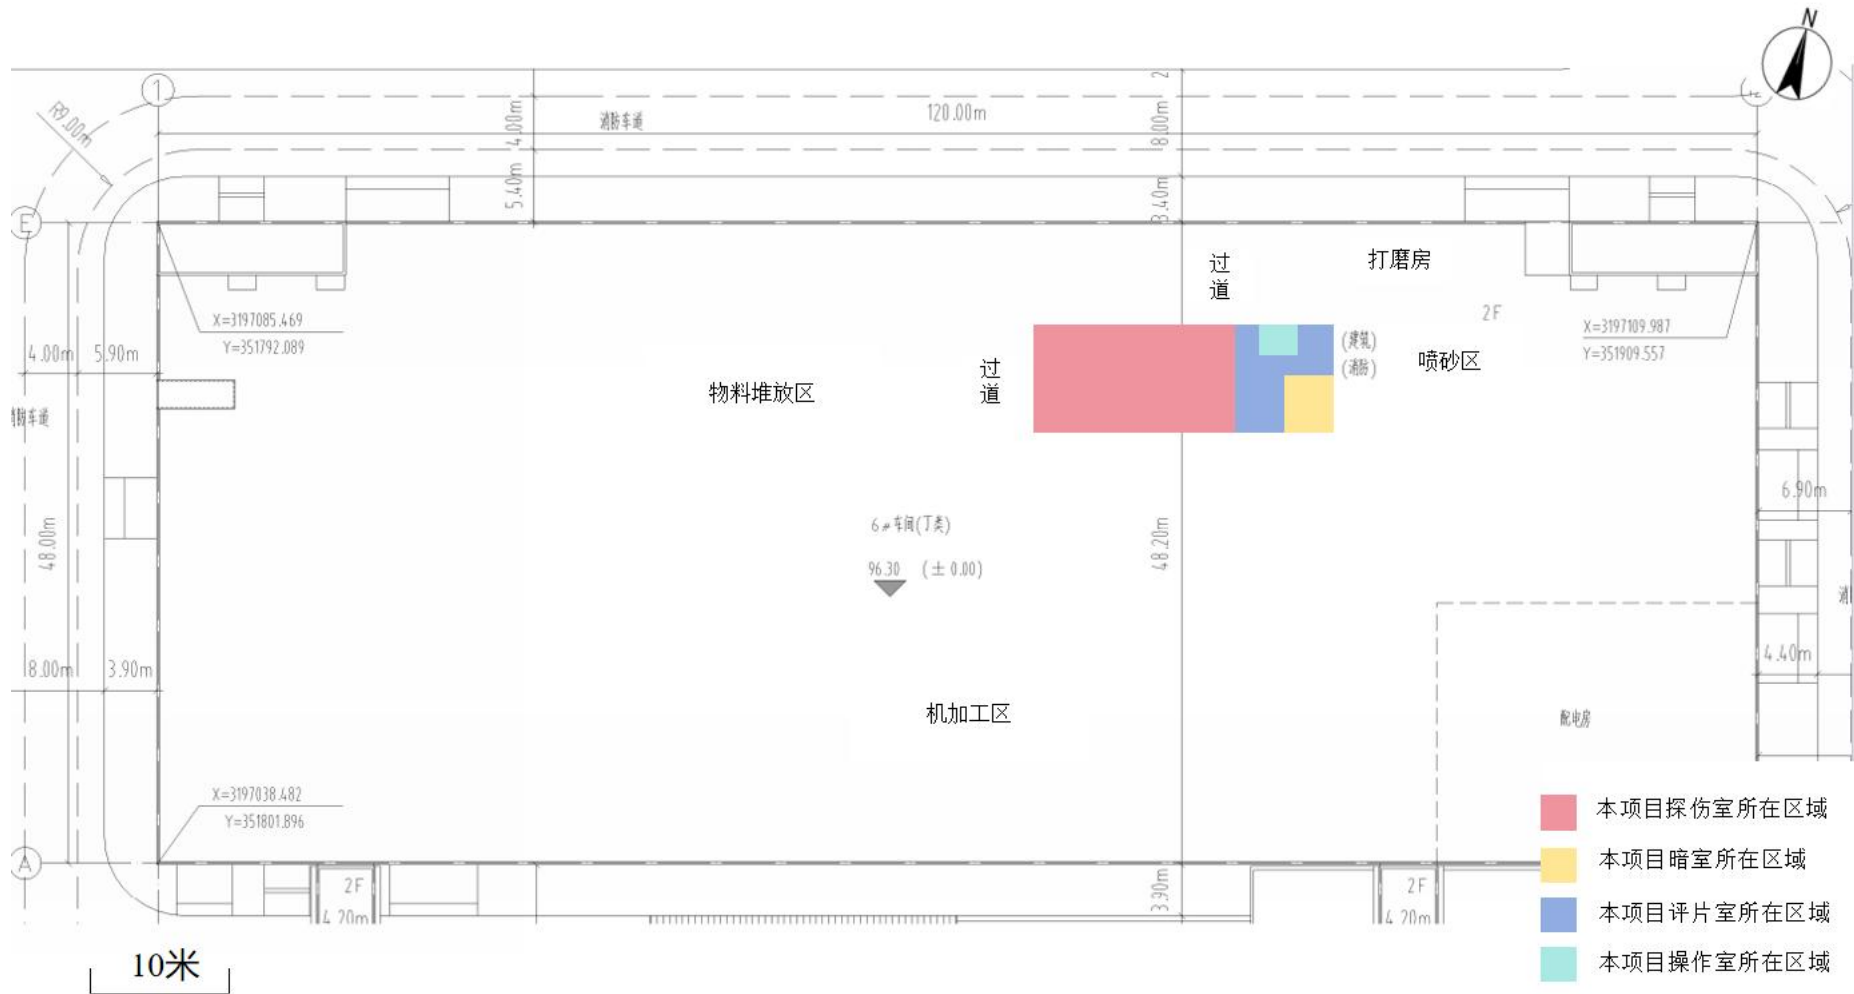 N
1
R9.00m
4.00m
消防车道
120.00m
8.00m
2
5.40m
3.40m
E
过道
打磨房
2F
X=3197085.469
Y=351792.089
X=3197109.987
Y=351909.557
4.00m
5.90m
(建筑)
(消防)
喷砂区
过道
物料堆放区
消防车道
6#车间(丁类)
96.30 (±0.00)
48.00m
48.20m
6.90m
消
8.00m
3.90m
4.40m
机加工区
配电房
X=3197038.482
Y=351801.896
A
2F
4.20m
3.90m
2F
4.20m
10米
本项目探伤室所在区域
本项目暗室所在区域
本项目评片室所在区域
本项目操作室所在区域